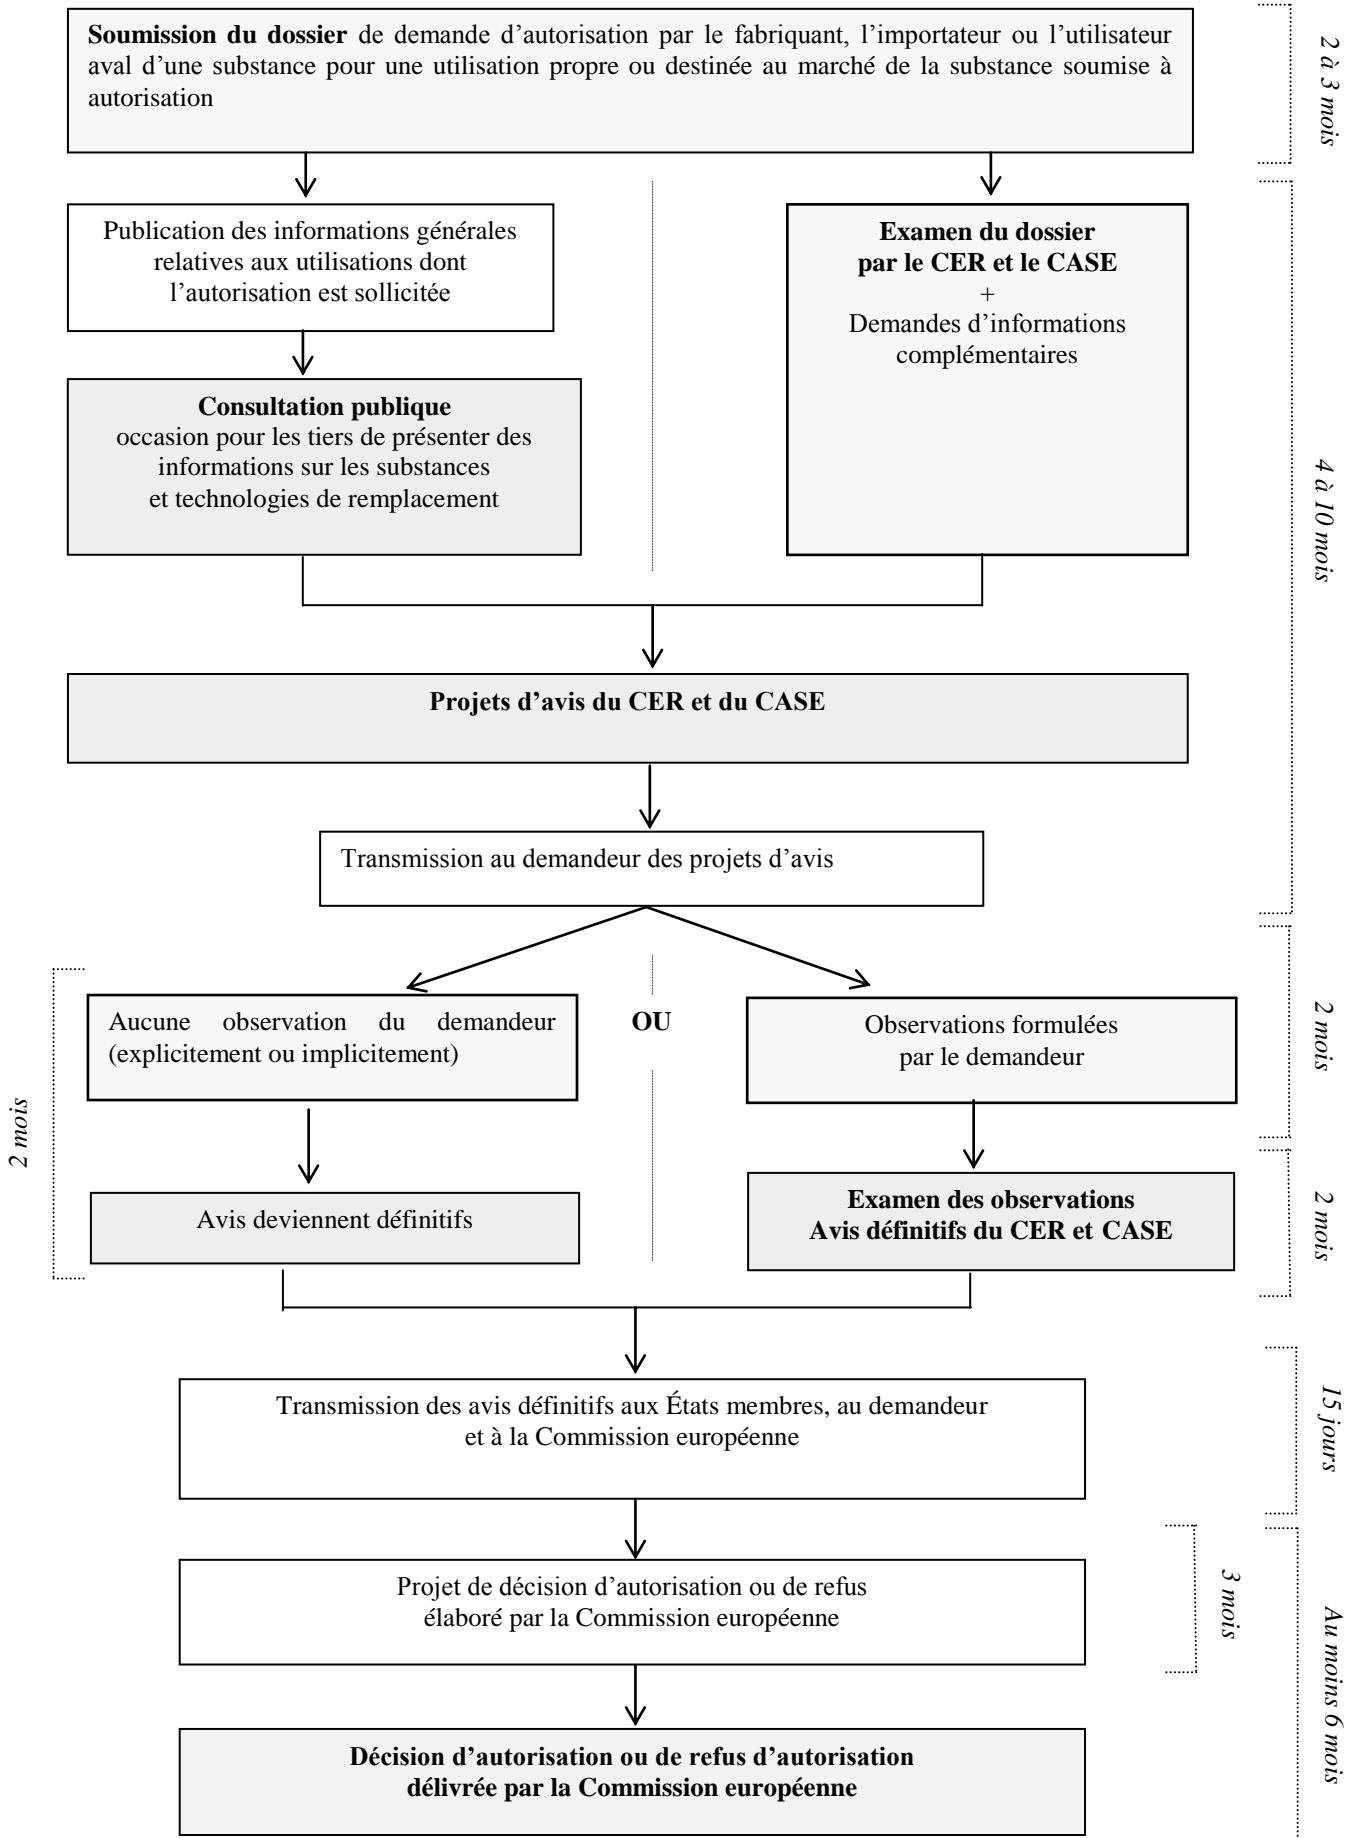 Soumission du dossier de demande d’autorisation par le fabriquant, l’importateur ou l’utilisateur
aval d’une substance pour une utilisation propre ou destinée au marché de la substance soumise à
autorisation
2 à 3 mois
Publication des informations générales
relatives aux utilisations dont
l’autorisation est sollicitée
Examen du dossier
par le CER et le CASE
+
Demandes d’informations
complémentaires
Consultation publique
occasion pour les tiers de présenter des
informations sur les substances
et technologies de remplacement
4 à 10 mois
Projets d’avis du CER et du CASE
Transmission au demandeur des projets d’avis
Aucune observation du demandeur
(explicitement ou implicitement)
OU
Observations formulées
par le demandeur
2 mois
2 mois
Avis deviennent définitifs
Examen des observations
Avis définitifs du CER et CASE
2 mois
Transmission des avis définitifs aux États membres, au demandeur
et à la Commission européenne
15 jours
Projet de décision d’autorisation ou de refus
élaboré par la Commission européenne
3 mois
Au moins 6 mois
Décision d’autorisation ou de refus d’autorisation
délivrée par la Commission européenne